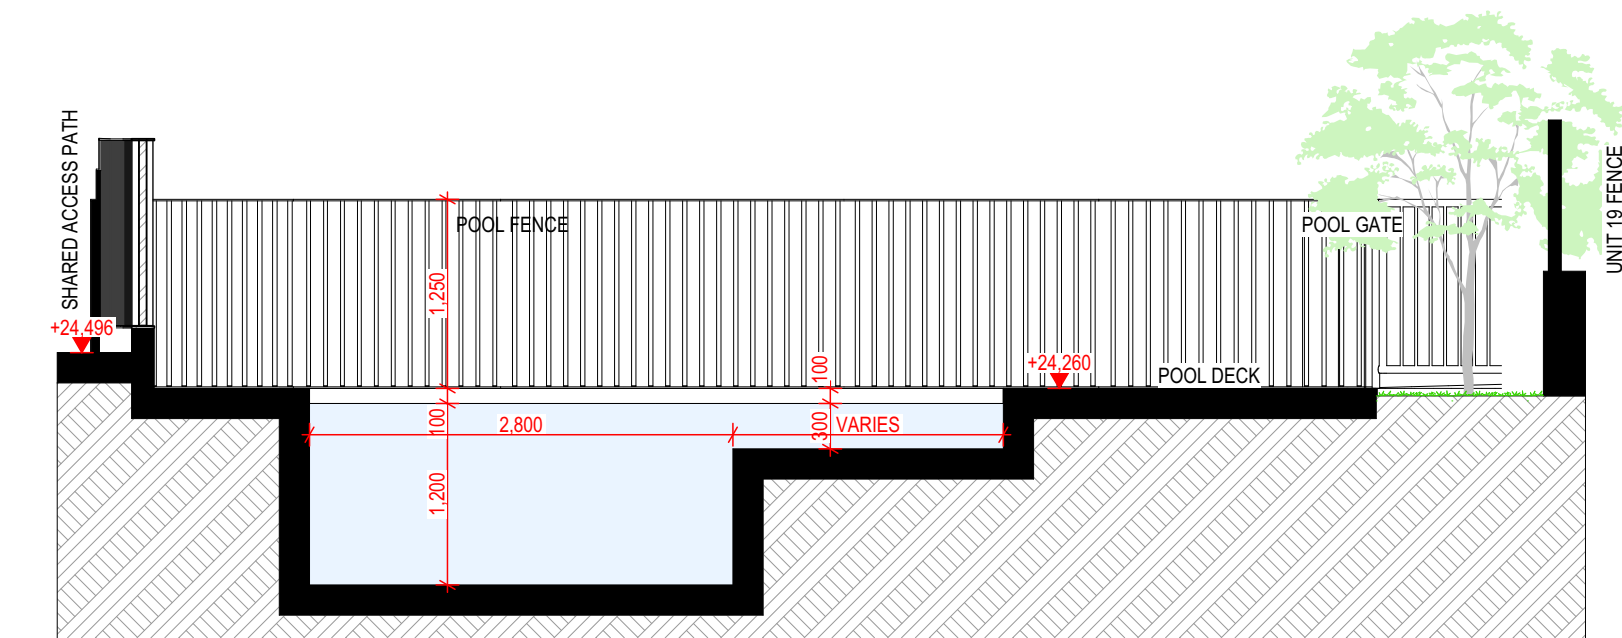 SHARED ACCESS PATH
UNIT 19 FENCE
POOL FENCE
POOL GATE
1,250
+24,496
+24,260
100
POOL DECK
100
2,800
300
VARIES
1,200